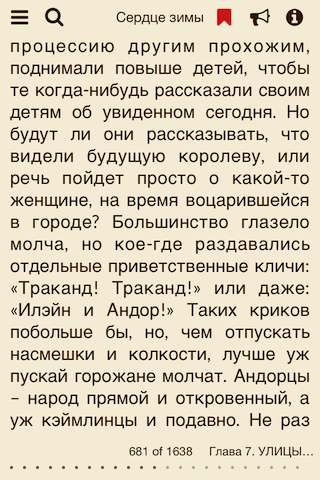 Сердце зимы
процессию другим прохожим,
поднимали повыше детей, чтобы
те когда-нибудь рассказали своим
детям об увиденном сегодня. Но
будут ли они рассказывать, что
видели будущую королеву, или
речь пойдет просто о какой-то
женщине, на время воцарившейся
в городе? Большинство глазело
молча, но кое-где раздавались
отдельные приветственные кличи:
«Траканд! Траканд!» или даже:
«Илэйн и Андор!» Таких криков
побольше бы, но, чем отпускать
насмешки и колкости, лучше уж
пускай горожане молчат. Андорцы
– народ прямой и откровенный, а
уж кэймлинцы и подавно. Не раз
681 of 1638 Глава 7. УЛИЦЫ...